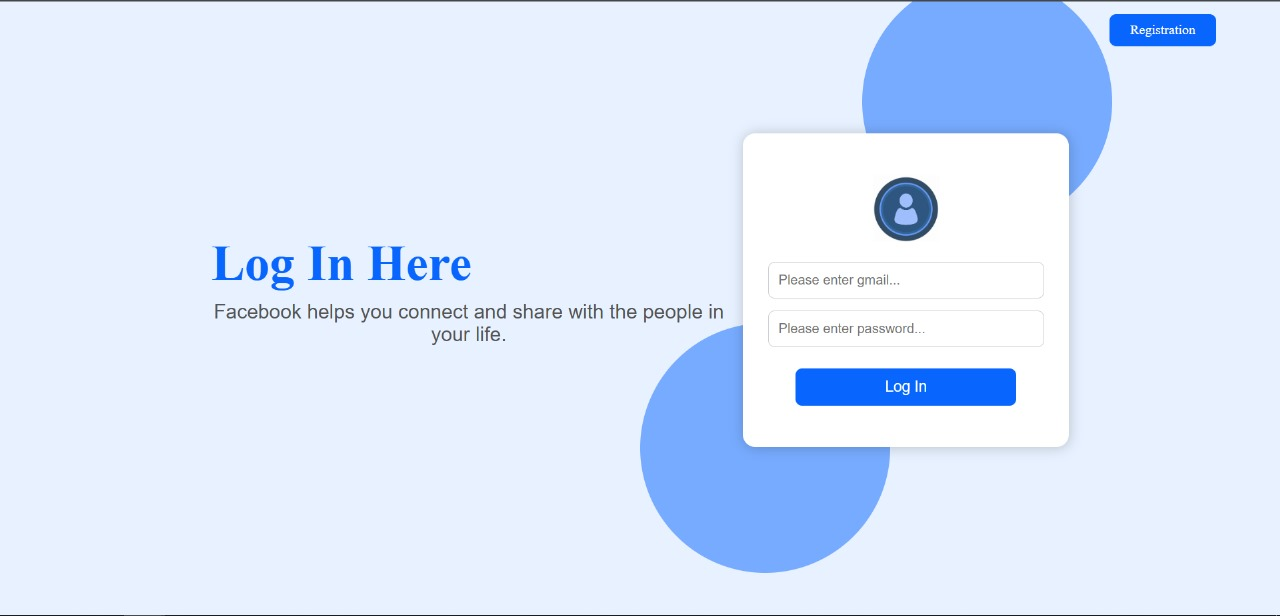 Registration
Log In Here
Facebook helps you connect and share with the people in
your life.
Please enter gmail...
Please enter password...
Log In